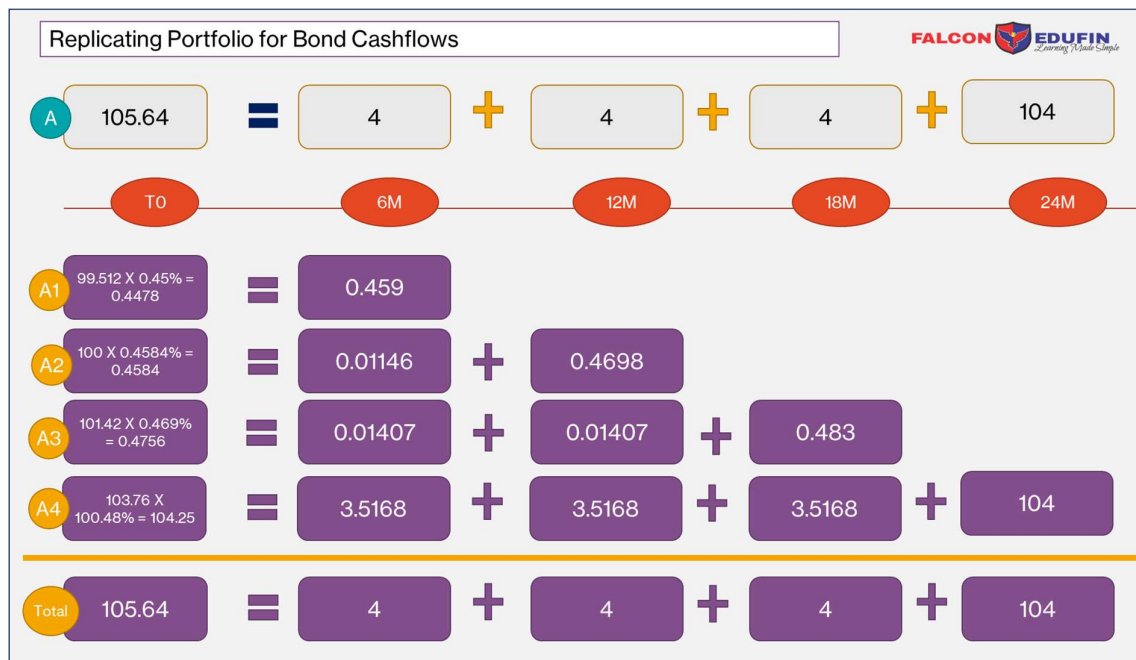 Replicating Portfolio for Bond Cashflows
FALCON EDUFIN
Learning Made Simple
A 105.64 = 4 + 4 + 4 + 104
T0 6M 12M 18M 24M
A1 99.512 X 0.45% =
0.4478
= 0.459
A2 100 X 0.4584% =
0.4584
= 0.01146 + 0.4698
A3 101.42 X 0.469%
= 0.4756
= 0.01407 + 0.01407 + 0.483
A4 103.76 X
100.48% = 104.25
= 3.5168 + 3.5168 + 3.5168 + 104
Total 105.64 = 4 + 4 + 4 + 104